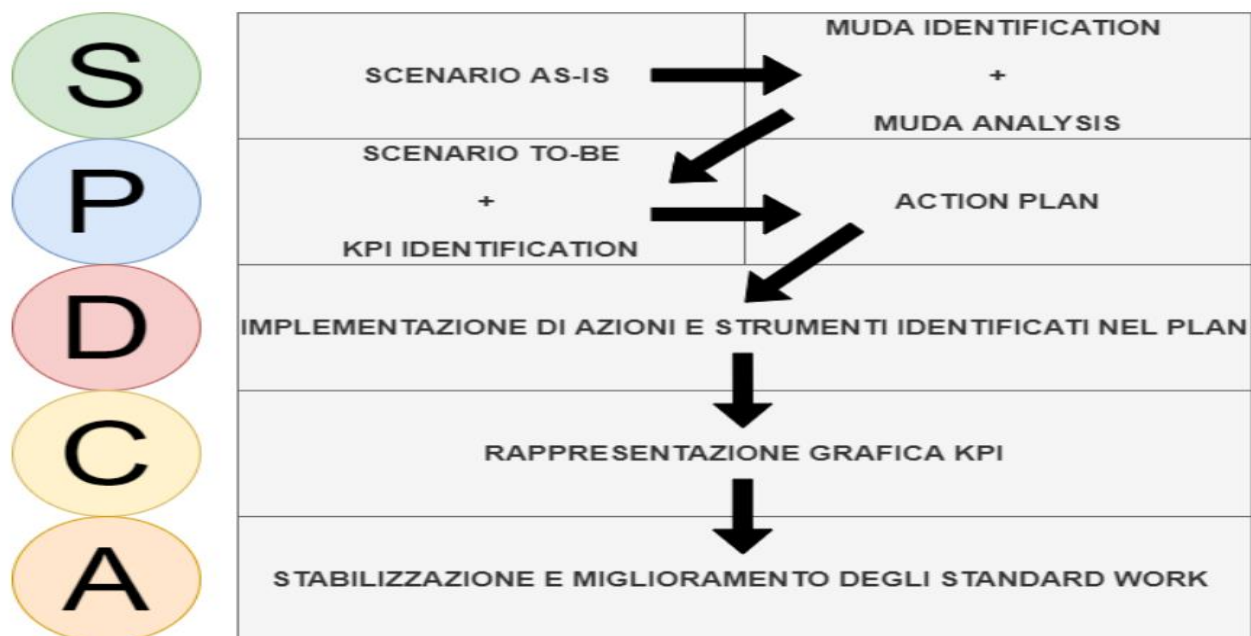 S
SCENARIO AS-IS
MUDA IDENTIFICATION
+
MUDA ANALYSIS
P
SCENARIO TO-BE
+
KPI IDENTIFICATION
ACTION PLAN
D
IMPLEMENTAZIONE DI AZIONI E STRUMENTI IDENTIFICATI NEL PLAN
C
RAPPRESENTAZIONE GRAFICA KPI
A
STABILIZZAZIONE E MIGLIORAMENTO DEGLI STANDARD WORK